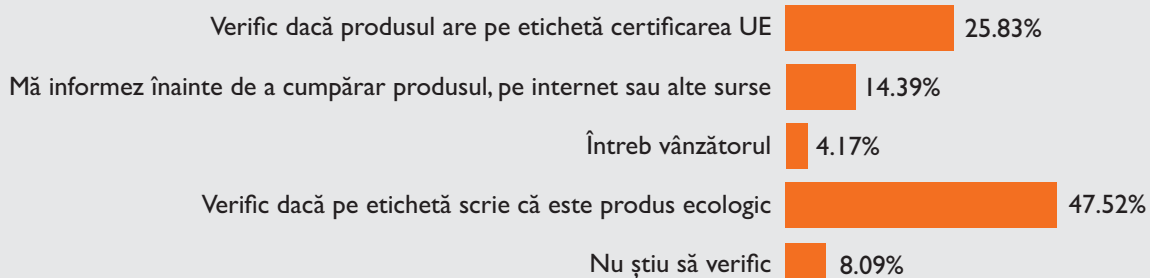 Verific dacă produsul are pe etichetă certificarea UE 25.83%
Mă informez înainte de a cumpărar produsul, pe internet sau alte surse 14.39%
Întreb vânzătorul 4.17%
Verific dacă pe etichetă scrie că este produs ecologic 47.52%
Nu știu să verific 8.09%